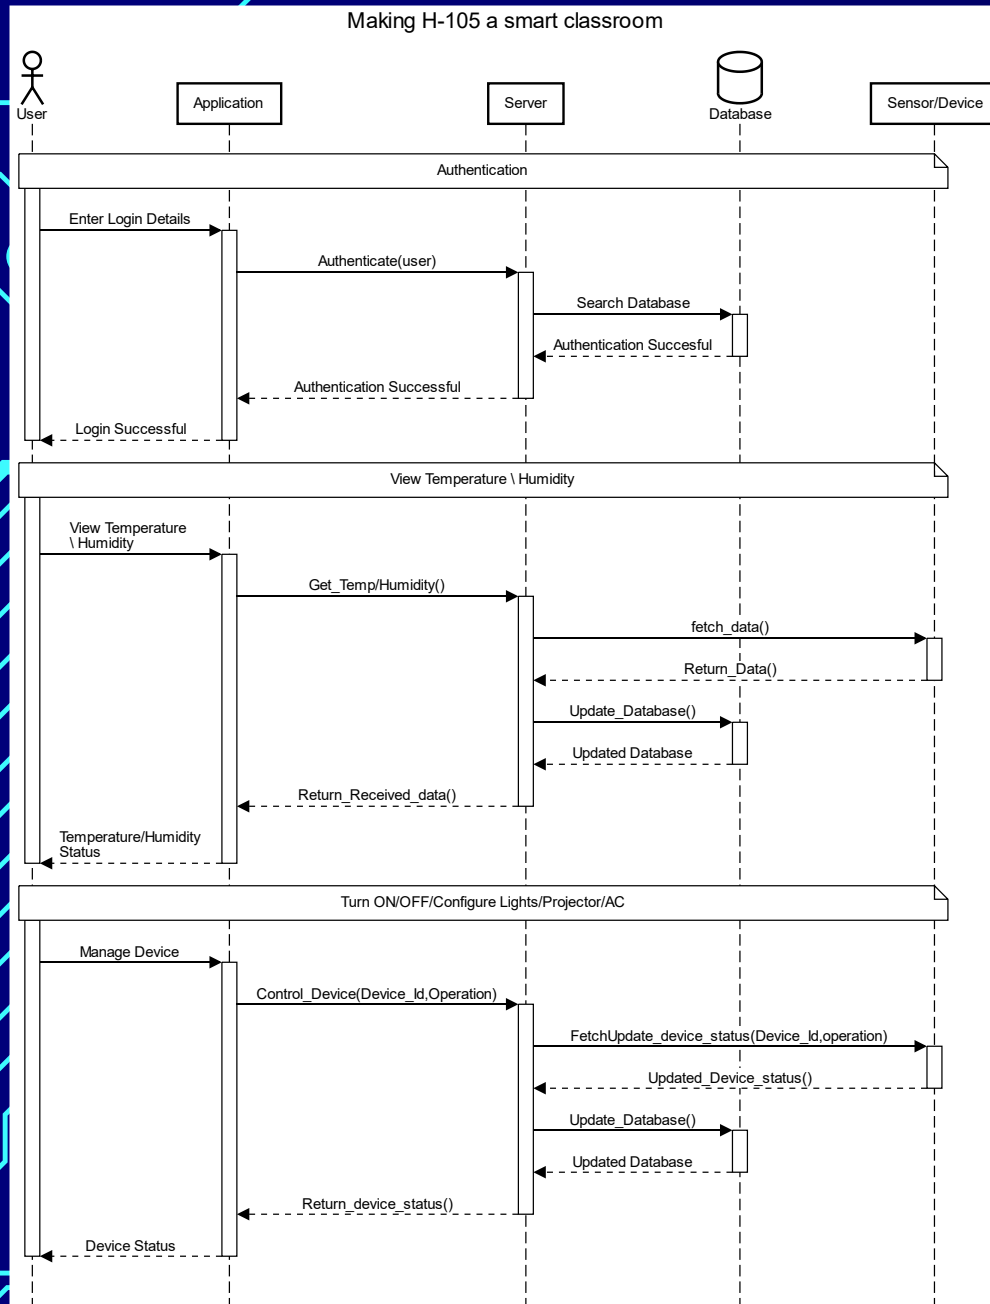 Making H-105 a smart classroom
User
Application
Server
Database
Sensor/Device
Authentication
Enter Login Details
Authenticate(user)
Search Database
Authentication Succesful
Authentication Successful
Login Successful
View Temperature \ Humidity
View Temperature
\ Humidity
Get_Temp/Humidity()
fetch_data()
Return_Data()
Update_Database()
Updated Database
Return_Received_data()
Temperature/Humidity
Status
Turn ON/OFF/Configure Lights/Projector/AC
Manage Device
Control_Device(Device_Id,Operation)
FetchUpdate_device_status(Device_Id,operation)
Updated_Device_status()
Update_Database()
Updated Database
Return_device_status()
Device Status